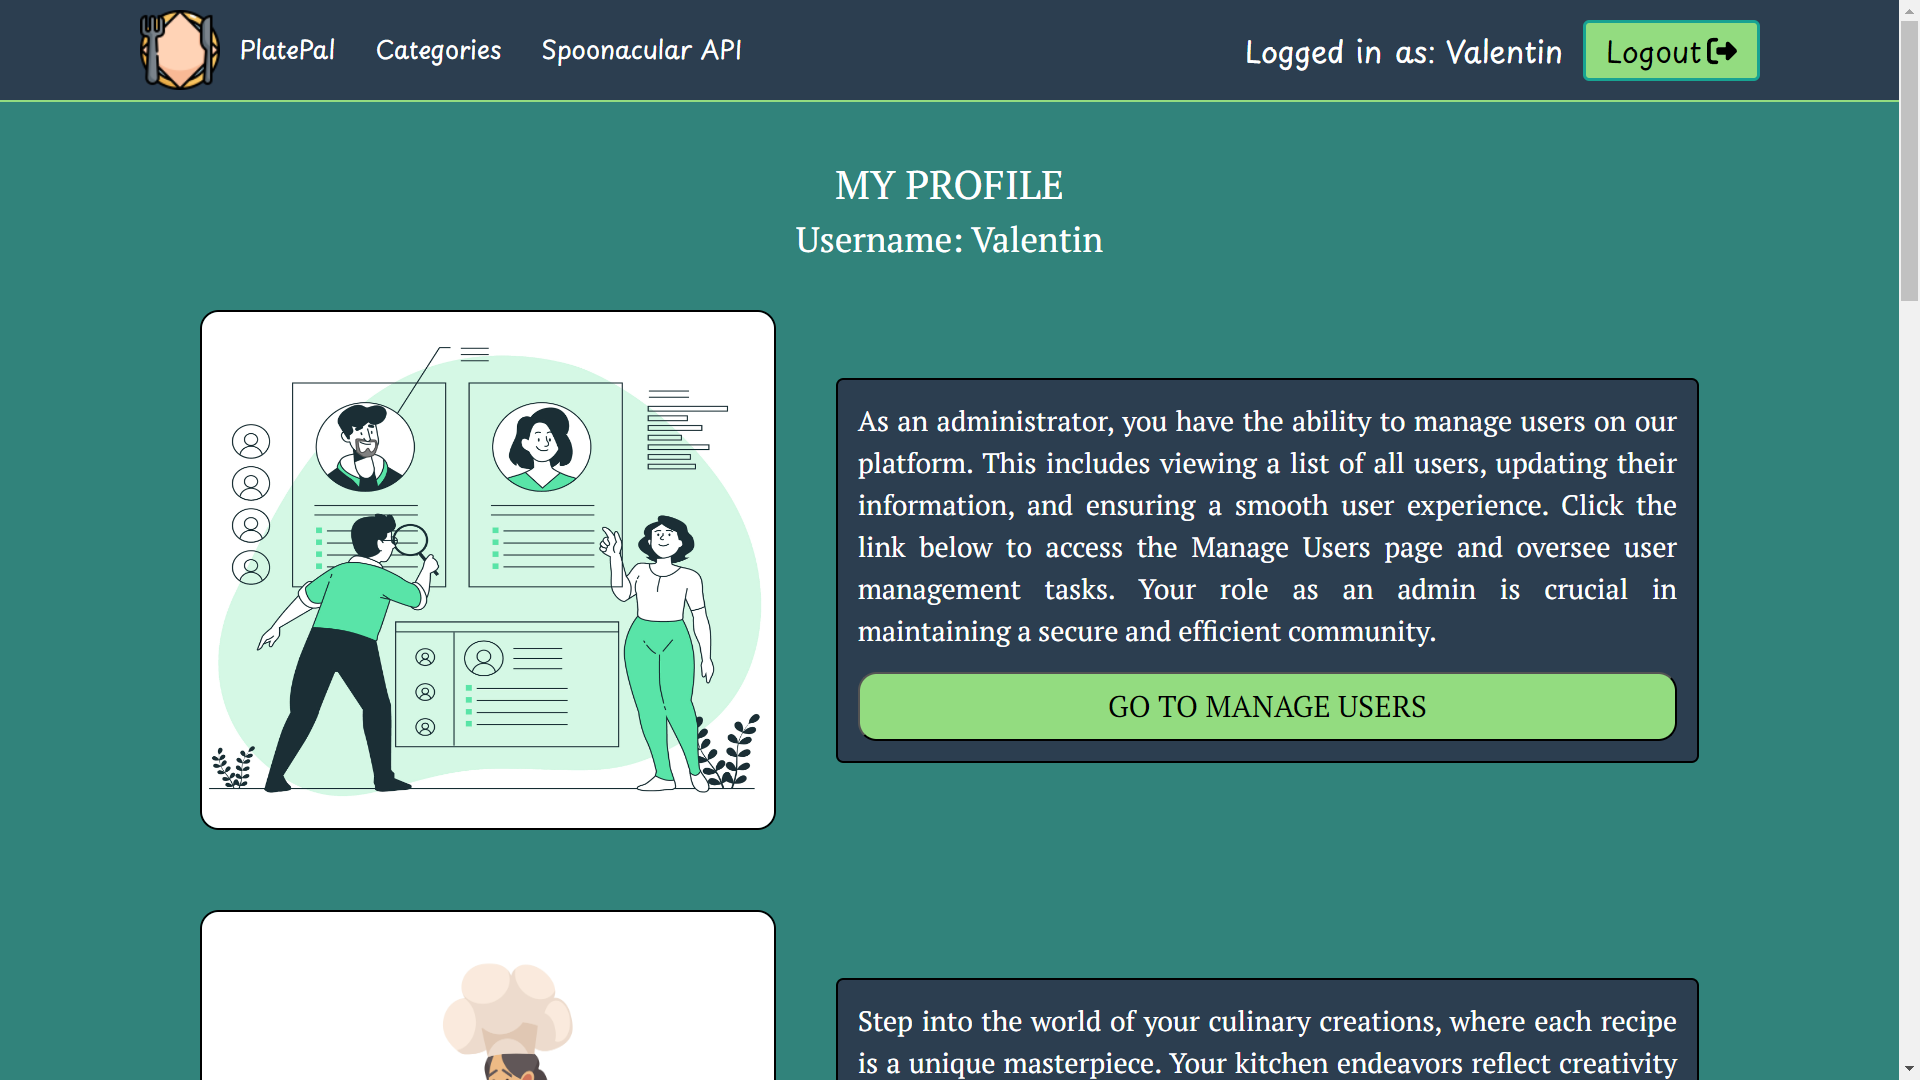 PlatePal
Categories
Spoonacular API
Logged in as: Valentin
Logout
MY PROFILE
Username: Valentin
As an administrator, you have the ability to manage users on our
platform. This includes viewing a list of all users, updating their
information, and ensuring a smooth user experience. Click the
link below to access the Manage Users page and oversee user
management tasks. Your role as an admin is crucial in
maintaining a secure and efficient community.
GO TO MANAGE USERS
Step into the world of your culinary creations, where each recipe
is a unique masterpiece. Your kitchen endeavors reflect creativity